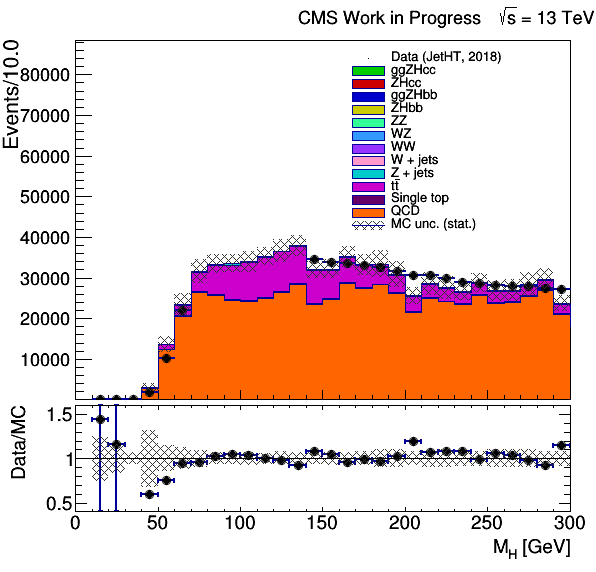 CMS Work in Progress √s = 13 TeV
Events/10.0
80000
70000
60000
50000
40000
30000
20000
10000
Data (JetHT, 2018)
ggZHcc
ZHcc
ggZHbb
ZHbb
ZZ
WZ
WW
W + jets
Z + jets
tt̄
Single top
QCD
MC unc. (stat.)
Data/MC
1.5
1
0.5
0 50 100 150 200 250 300
M_H [GeV]